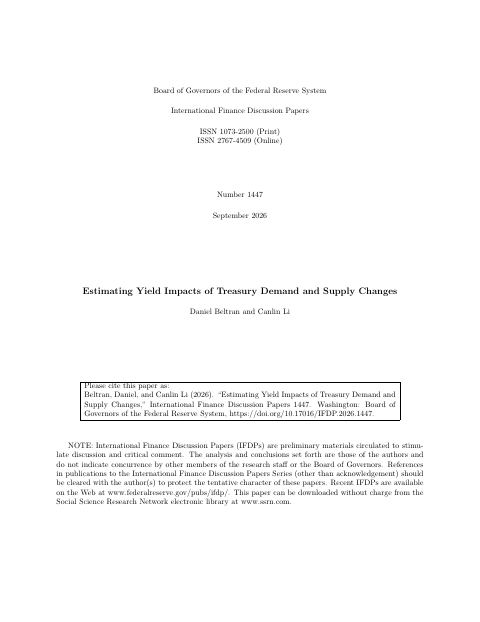 Board of Governors of the Federal Reserve System
International Finance Discussion Papers
ISSN 1073-2500 (Print)
ISSN 2767-4509 (Online)
Number 1447
September 2026
Estimating Yield Impacts of Treasury Demand and Supply Changes
Daniel Beltran and Canlin Li
Please cite this paper as:
Beltran, Daniel, and Canlin Li (2026). “Estimating Yield Impacts of Treasury Demand and
Supply Changes,” International Finance Discussion Papers 1447. Washington: Board of
Governors of the Federal Reserve System, https://doi.org/10.17016/IFDP.2026.1447.
NOTE: International Finance Discussion Papers (IFDPs) are preliminary materials circulated to stimu-
late discussion and critical comment. The analysis and conclusions set forth are those of the authors and
do not indicate concurrence by other members of the research staff or the Board of Governors. References
in publications to the International Finance Discussion Papers Series (other than acknowledgement) should
be cleared with the author(s) to protect the tentative character of these papers. Recent IFDPs are available
on the Web at www.federalreserve.gov/pubs/ifdp/. This paper can be downloaded without charge from the
Social Science Research Network electronic library at www.ssrn.com.